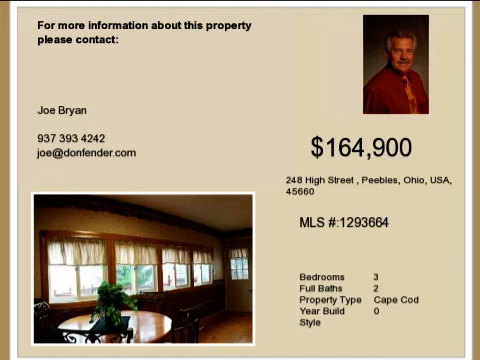 For more information about this property
please contact:
Joe Bryan
937 393 4242
joe@donfender.com
$164,900
248 High Street , Peebles, Ohio, USA,
45660
MLS #:1293664
Bedrooms 3
Full Baths 2
Property Type Cape Cod
Year Build 0
Style